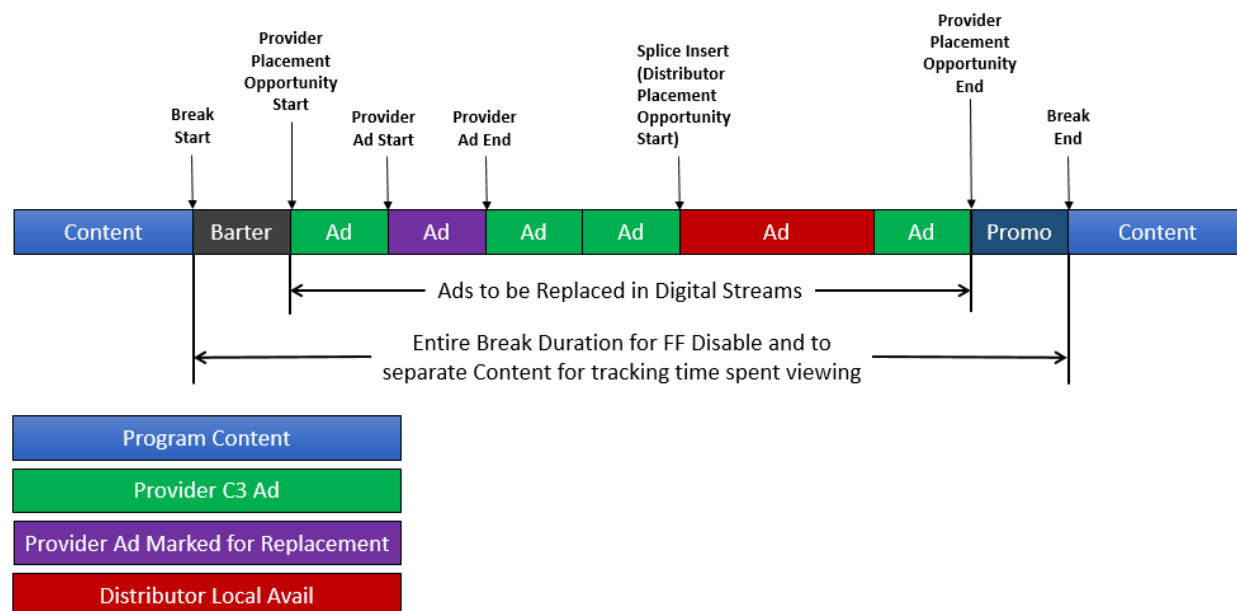 Break
Start
Provider
Placement
Opportunity
Start
Provider
Ad Start
Provider
Ad End
Splice Insert
(Distributor
Placement
Opportunity
Start)
Provider
Placement
Opportunity
End
Break
End
Content
Barter
Ad
Ad
Ad
Ad
Ad
Ad
Promo
Content
Ads to be Replaced in Digital Streams
Entire Break Duration for FF Disable and to
separate Content for tracking time spent viewing
Program Content
Provider C3 Ad
Provider Ad Marked for Replacement
Distributor Local Avail